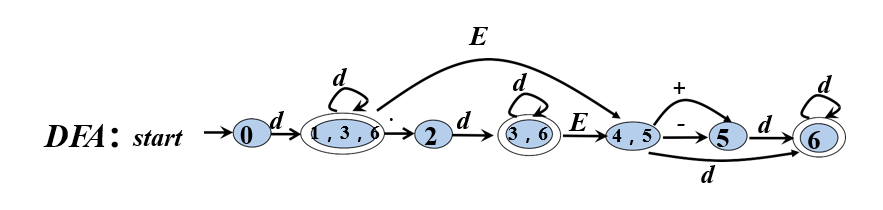 E
d d + d
DFA: start 0 d 1, 3, 6 . 2 d 3, 6 E 4, 5 - 5 d 6
d